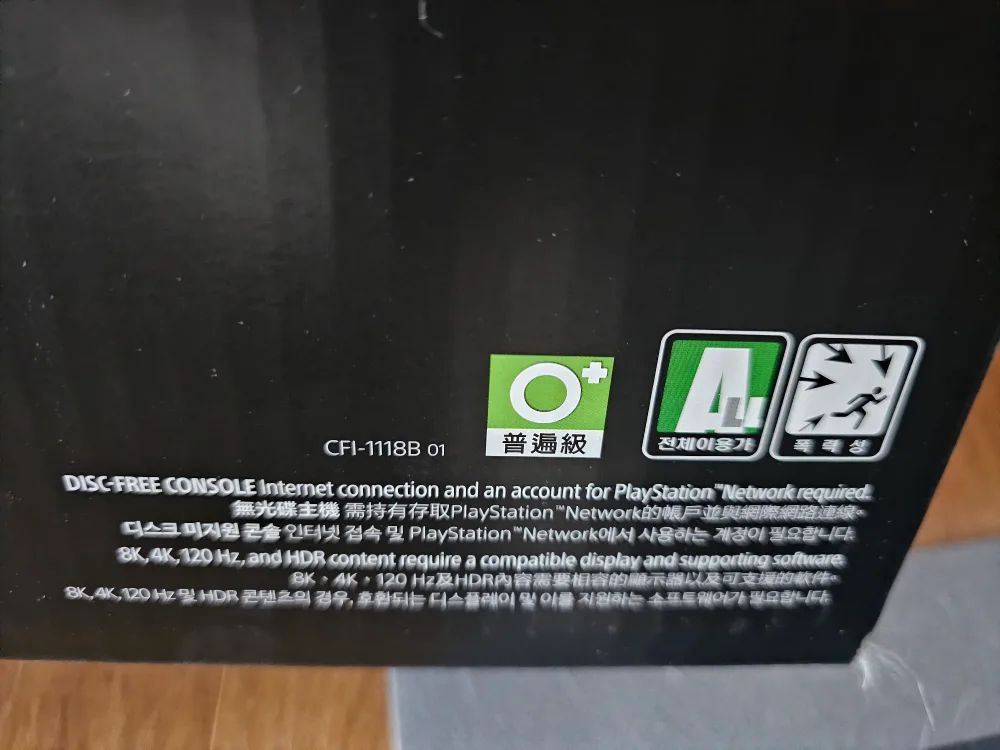 CFI-1118B 01
普遍級
A
ALL
전체이용가
폭력성
DISC-FREE CONSOLE Internet connection and an account for PlayStation™Network required.
無光碟主機 需持有存取PlayStation™Network的帳戶並與網際網路連線。
디스크 미지원 콘솔 인터넷 접속 및 PlayStation™Network에서 사용하는 계정이 필요합니다.
8K, 4K, 120 Hz, and HDR content require a compatible display and supporting software.
8K・4K・120 Hz及HDR內容需要相容的顯示器以及可支援的軟件。
8K, 4K, 120 Hz 및 HDR 콘텐츠의 경우, 호환되는 디스플레이 및 이를 지원하는 소프트웨어가 필요합니다.